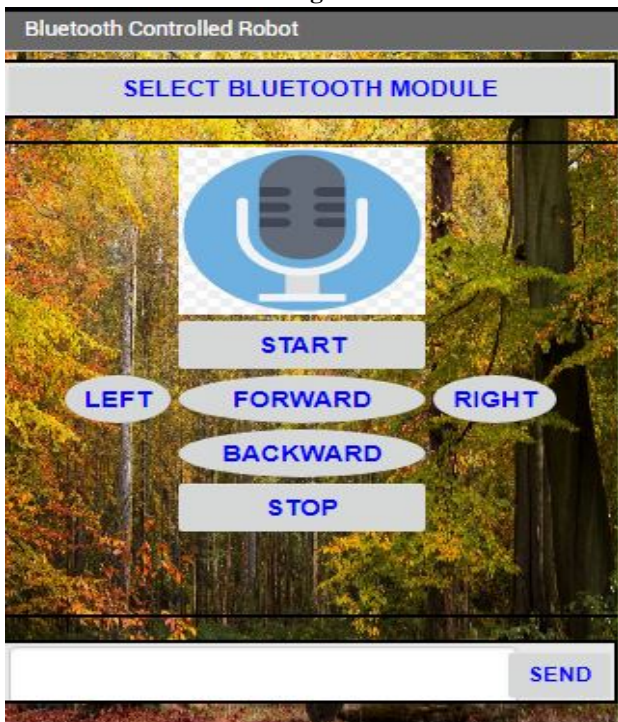 Bluetooth Controlled Robot
SELECT BLUETOOTH MODULE
START
LEFT FORWARD RIGHT
BACKWARD
STOP
SEND